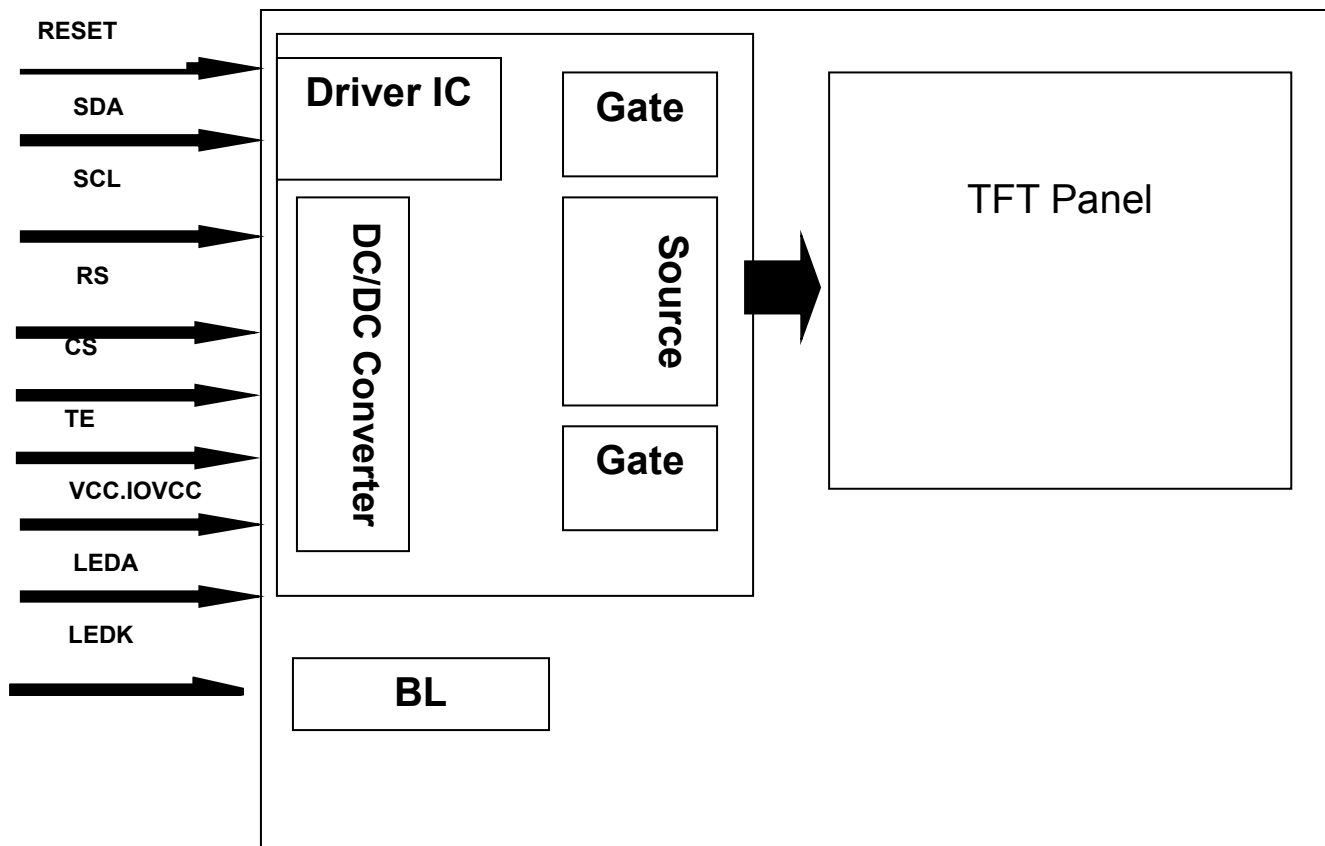 RESET
SDA
SCL
RS
CS
TE
VCC.IOVCC
LEDA
LEDK
Driver IC
DC/DC Converter
Gate
Source
Gate
BL
TFT Panel